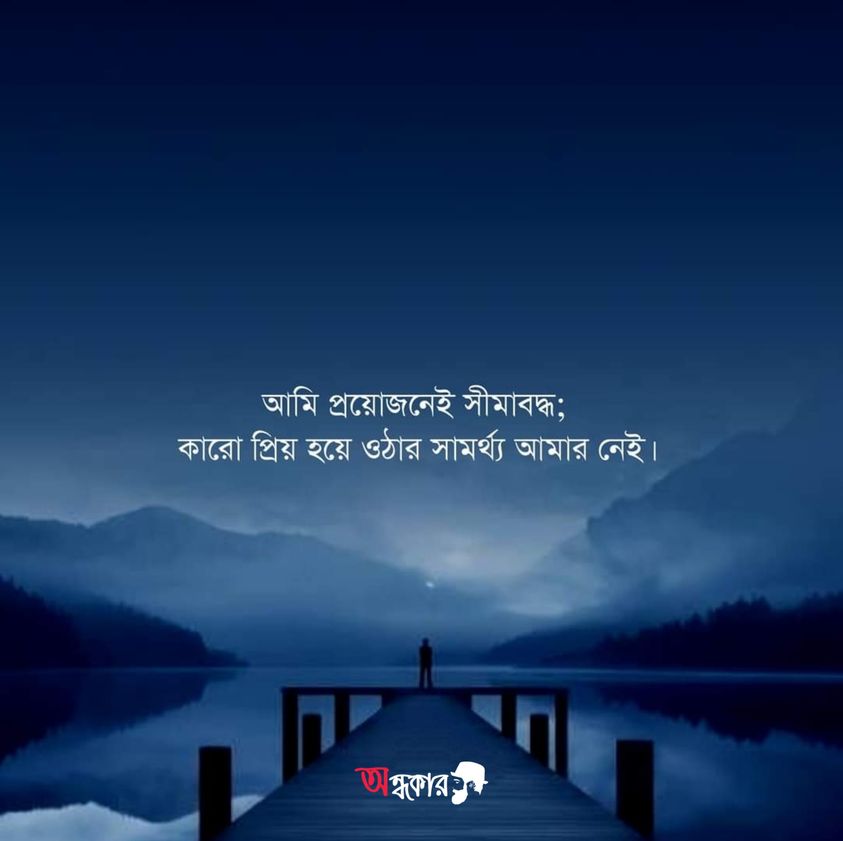 আমি প্রয়োজনেই সীমাবদ্ধ;
কারো প্রিয় হয়ে ওঠার সামর্থ্য আমার নেই।
অন্ধকার